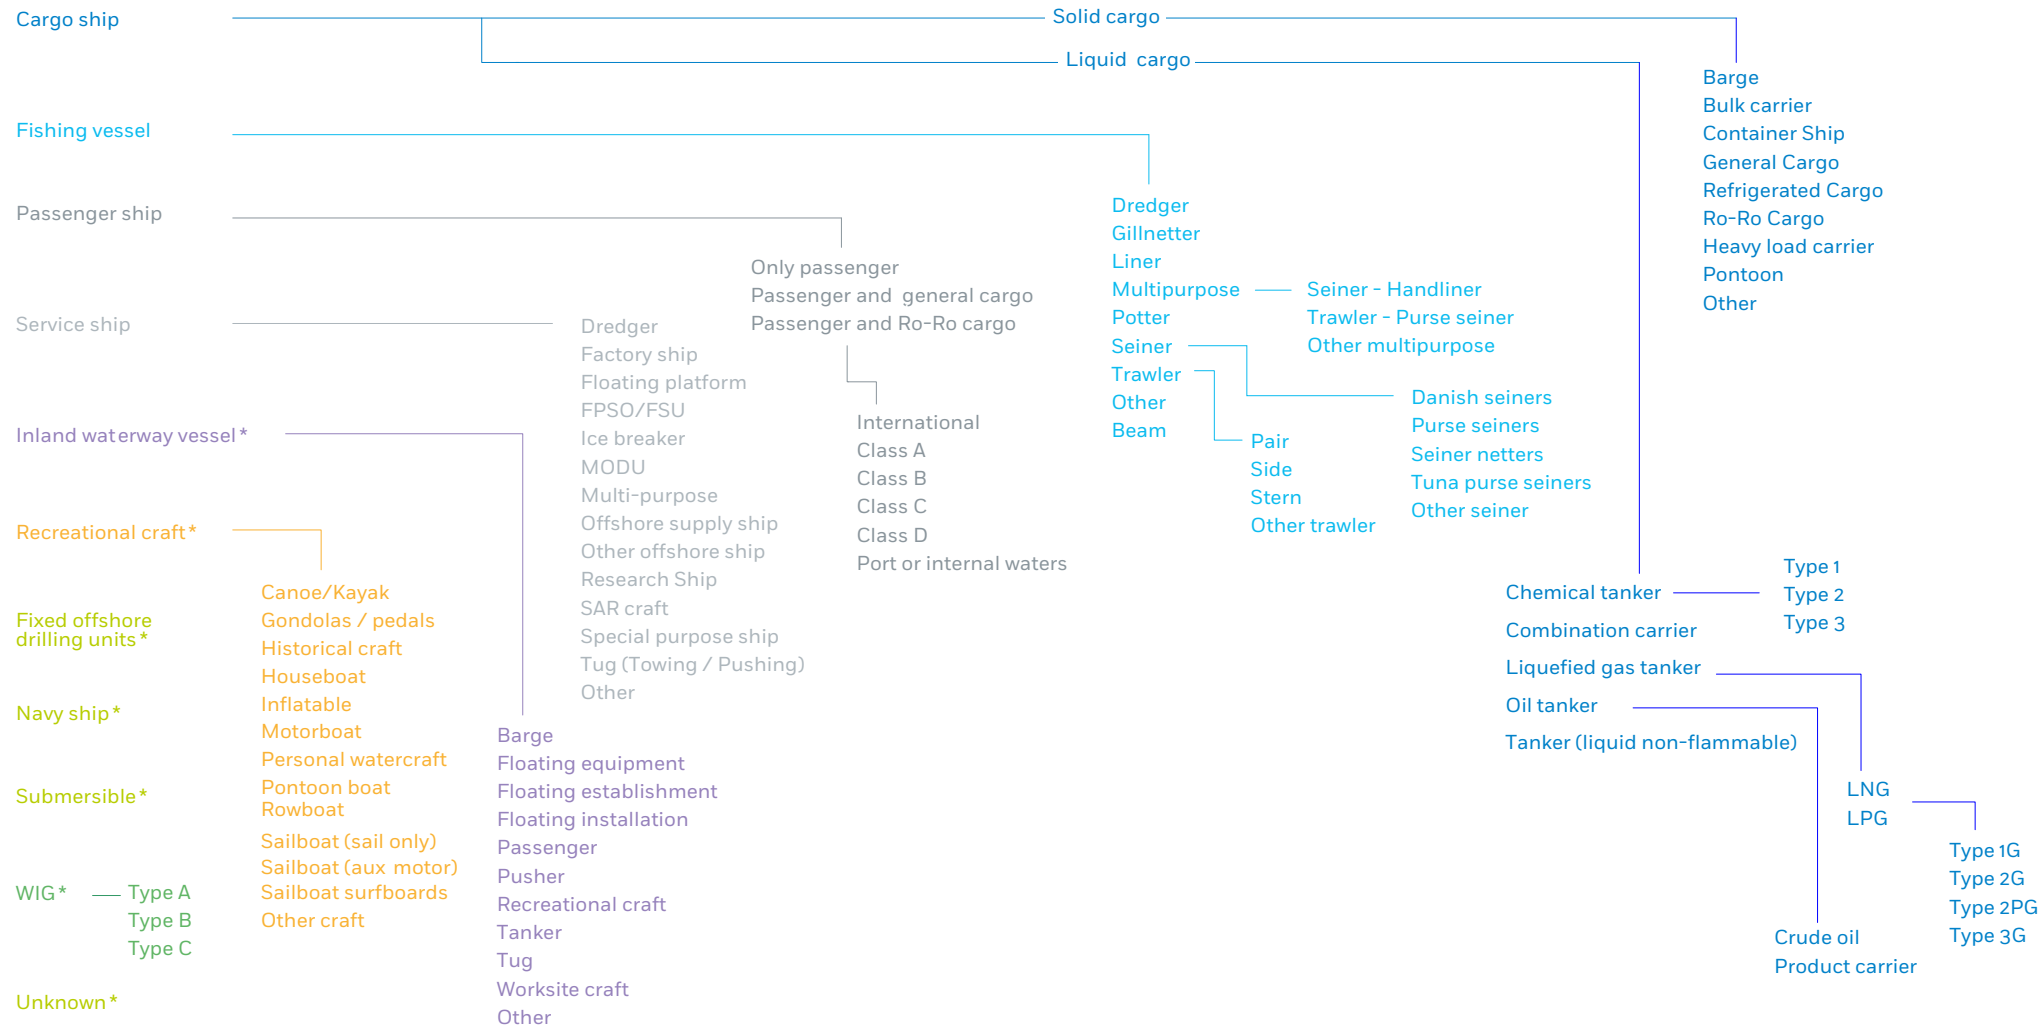 Cargo ship
Solid cargo
Liquid cargo
Barge
Bulk carrier
Container Ship
General Cargo
Refrigerated Cargo
Ro-Ro Cargo
Heavy load carrier
Pontoon
Other
Fishing vessel
Dredger
Gillnetter
Liner
Multipurpose
Potter
Seiner
Trawler
Other
Beam
Seiner - Handliner
Trawler - Purse seiner
Other multipurpose
Danish seiners
Purse seiners
Seiner netters
Tuna purse seiners
Other seiner
Pair
Side
Stern
Other trawler
Passenger ship
Only passenger
Passenger and general cargo
Passenger and Ro-Ro cargo
International
Class A
Class B
Class C
Class D
Port or internal waters
Service ship
Dredger
Factory ship
Floating platform
FPSO/FSU
Ice breaker
MODU
Multi-purpose
Offshore supply ship
Other offshore ship
Research Ship
SAR craft
Special purpose ship
Tug (Towing / Pushing)
Other
Inland waterway vessel*
Barge
Floating equipment
Floating establishment
Floating installation
Passenger
Pusher
Recreational craft
Tanker
Tug
Worksite craft
Other
Recreational craft*
Canoe/Kayak
Gondolas / pedals
Historical craft
Houseboat
Inflatable
Motorboat
Personal watercraft
Pontoon boat
Rowboat
Sailboat (sail only)
Sailboat (aux motor)
Sailboat surfboards
Other craft
Fixed offshore
drilling units*
Navy ship*
Submersible*
WIG*
Type A
Type B
Type C
Unknown*
Chemical tanker
Combination carrier
Liquefied gas tanker
Oil tanker
Tanker (liquid non-flammable)
Type 1
Type 2
Type 3
LNG
LPG
Type 1G
Type 2G
Type 2PG
Type 3G
Crude oil
Product carrier